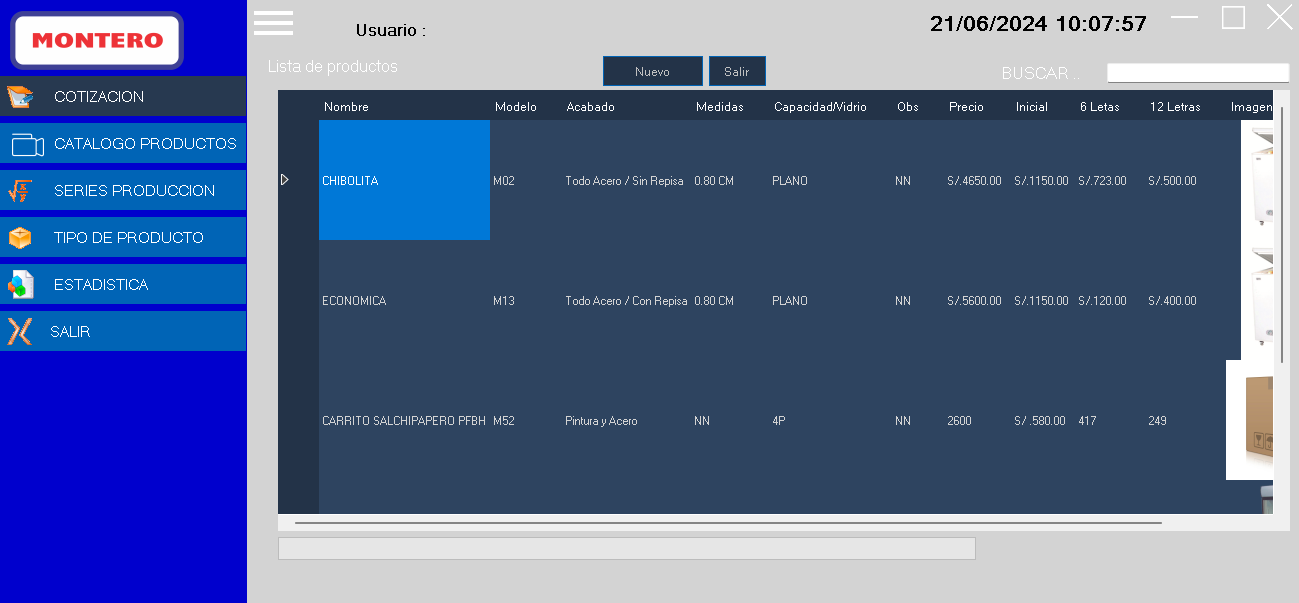 MONTERO
COTIZACION
CATALOGO PRODUCTOS
SERIES PRODUCCION
TIPO DE PRODUCTO
ESTADISTICA
SALIR
Usuario :
21/06/2024 10:07:57
Lista de productos
Nuevo
Salir
BUSCAR ..
Nombre Modelo Acabado Medidas Capacidad/Vidrio Obs Precio Inicial 6 Letas 12 Letras Imagen
CHIBOLITA M02 Todo Acero / Sin Repisa 0.80 CM PLANO NN S/.4650.00 S/.1150.00 S/.723.00 S/.500.00
ECONOMICA M13 Todo Acero / Con Repisa 0.80 CM PLANO NN S/.5600.00 S/.1150.00 S/.120.00 S/.400.00
CARRITO SALCHIPAPERO PFBH M52 Pintura y Acero NN 4P NN 2600 S/ .580.00 417 249